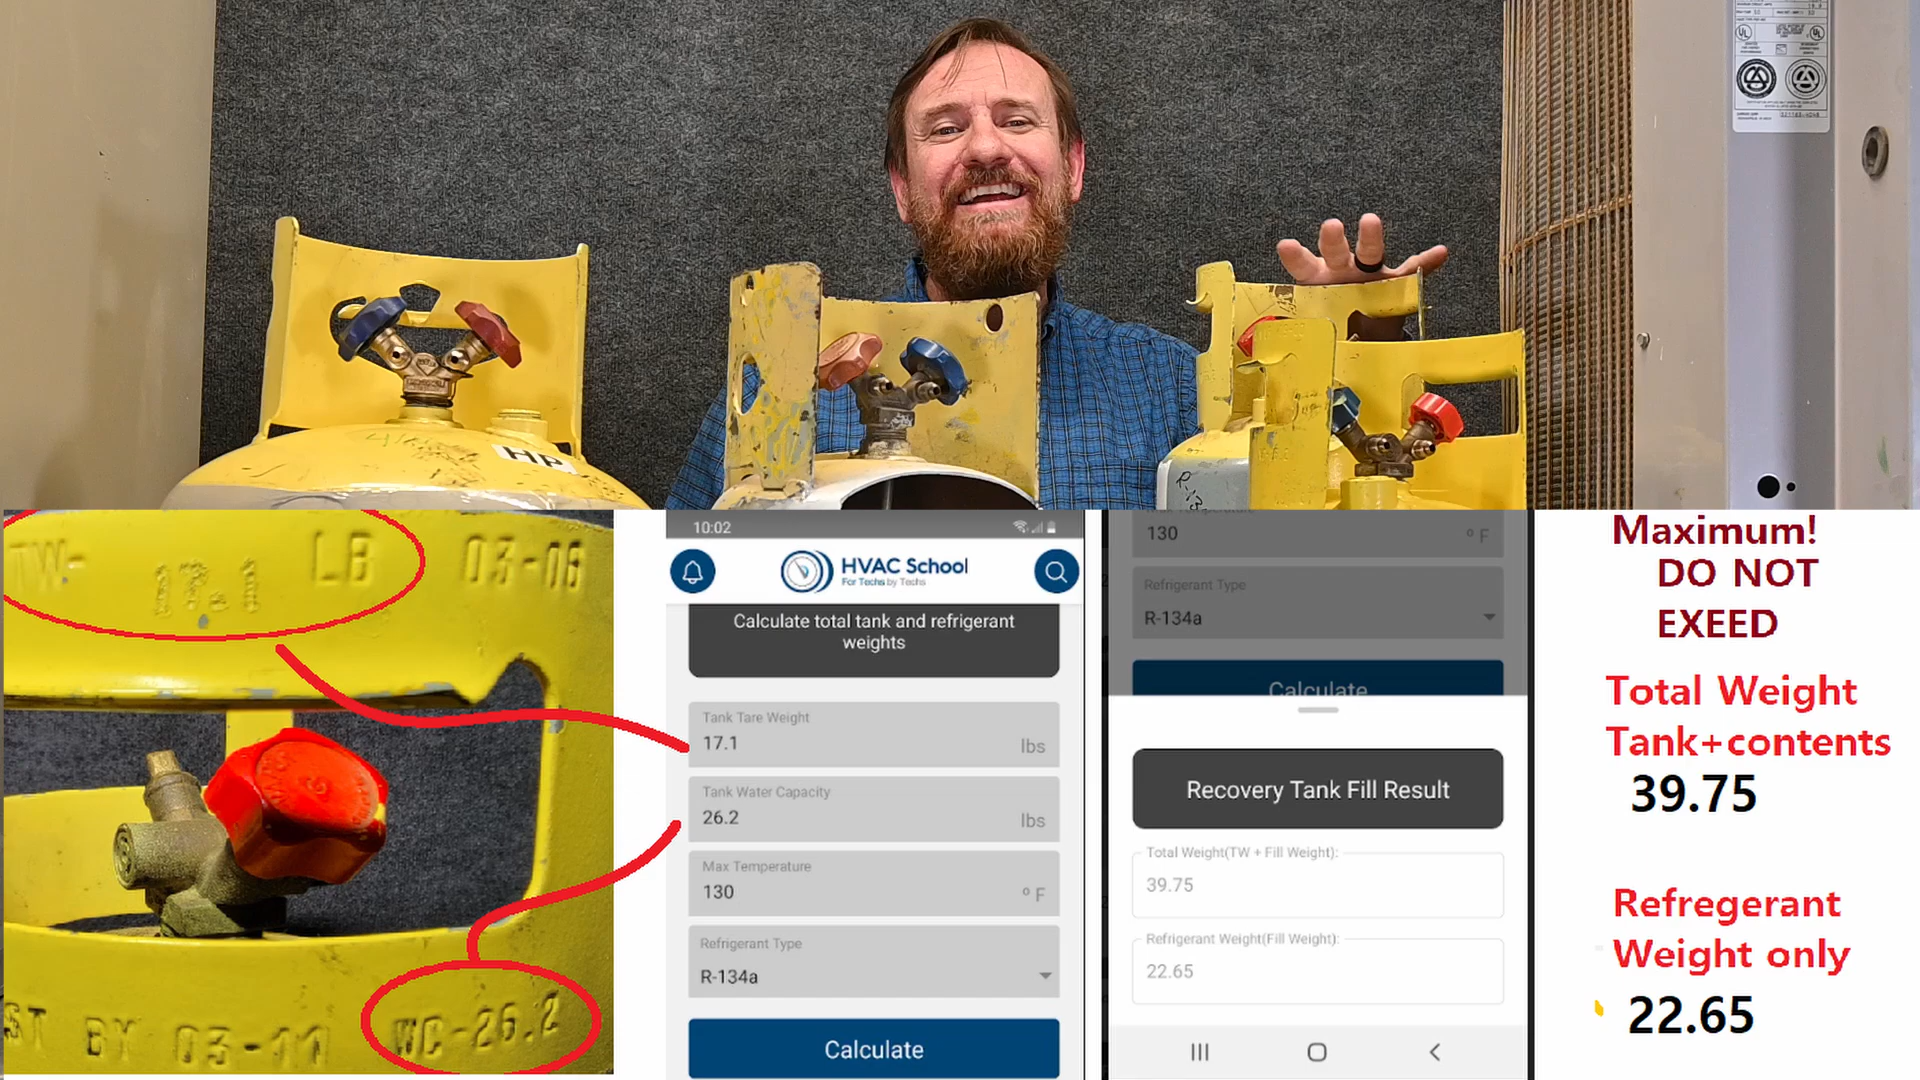 HP
R-13
TW- 17.1 LB 03-08
ST BY 03-11 WC-26.2
10:02
HVAC School
For Techs by Techs
Calculate total tank and refrigerant
weights
Tank Tare Weight
17.1 lbs
Tank Water Capacity
26.2 lbs
Max Temperature
130 º F
Refrigerant Type
R-134a
Calculate
130 º F
Refrigerant Type
R-134a
Calculate
Recovery Tank Fill Result
Total Weight(TW + Fill Weight):
39.75
Refrigerant Weight(Fill Weight):
22.65
Maximum!
DO NOT
EXEED
Total Weight
Tank+contents
39.75
Refregerant
Weight only
22.65